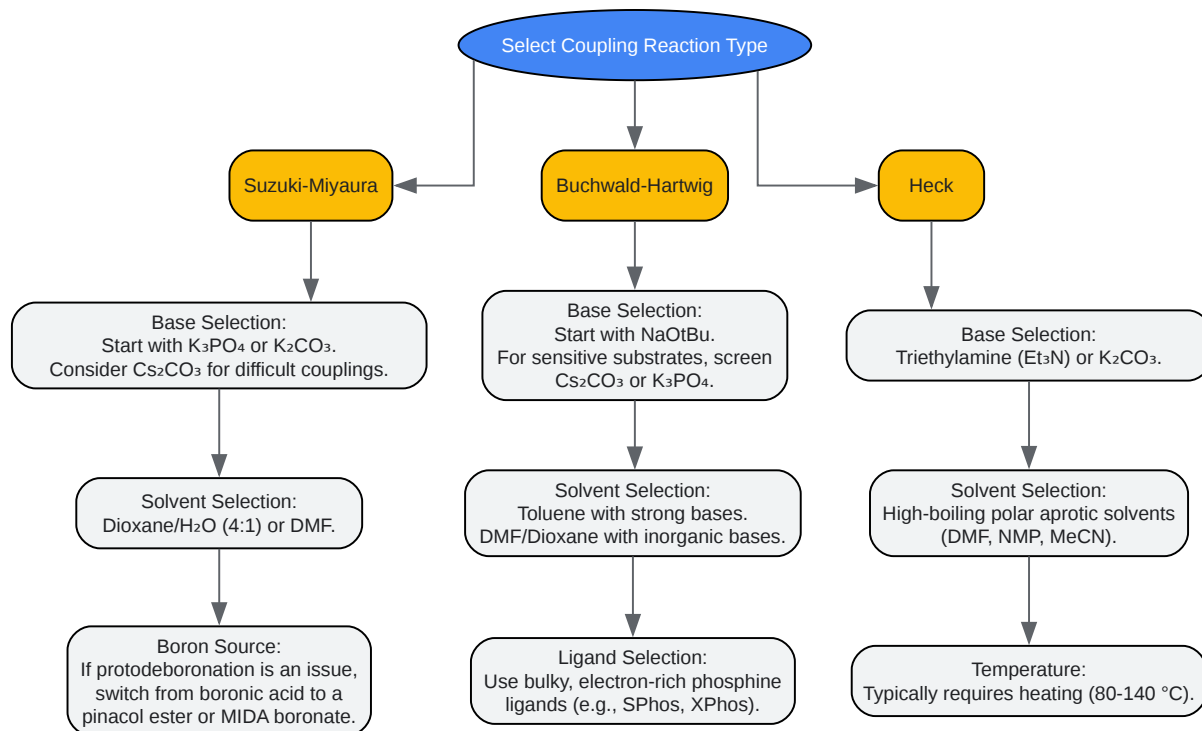 Select Coupling Reaction Type
Suzuki-Miyaura
Buchwald-Hartwig
Heck
Base Selection:
Start with K₃PO₄ or K₂CO₃.
Consider Cs₂CO₃ for difficult couplings.
Base Selection:
Start with NaOtBu.
For sensitive substrates, screen
Cs₂CO₃ or K₃PO₄.
Base Selection:
Triethylamine (Et₃N) or K₂CO₃.
Solvent Selection:
Dioxane/H₂O (4:1) or DMF.
Solvent Selection:
Toluene with strong bases.
DMF/Dioxane with inorganic bases.
Solvent Selection:
High-boiling polar aprotic solvents
(DMF, NMP, MeCN).
Boron Source:
If protodeboronation is an issue,
switch from boronic acid to a
pinacol ester or MIDA boronate.
Ligand Selection:
Use bulky, electron-rich phosphine
ligands (e.g., SPhos, XPhos).
Temperature:
Typically requires heating (80-140 °C).